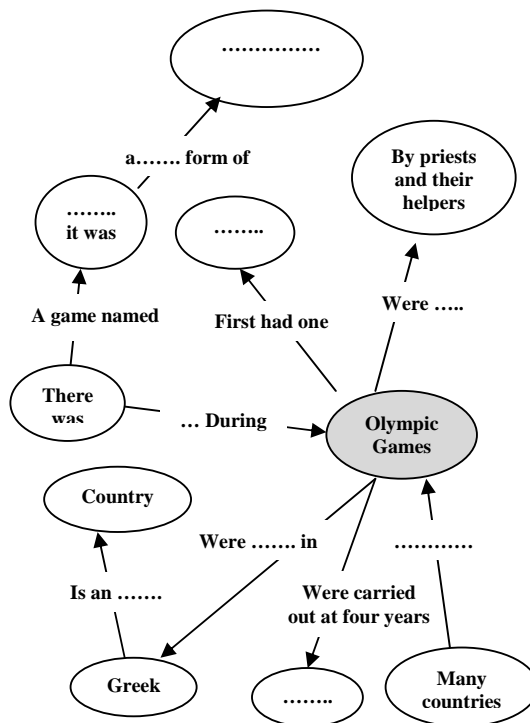 ……………
a……. form of
By priests
and their
helpers
……..
it was
……..
A game named
First had one
Were …..
There
was
… During
Olympic
Games
Country
Were ……. in
…………
Is an …….
Were carried
out at four years
Greek
……..
Many
countries